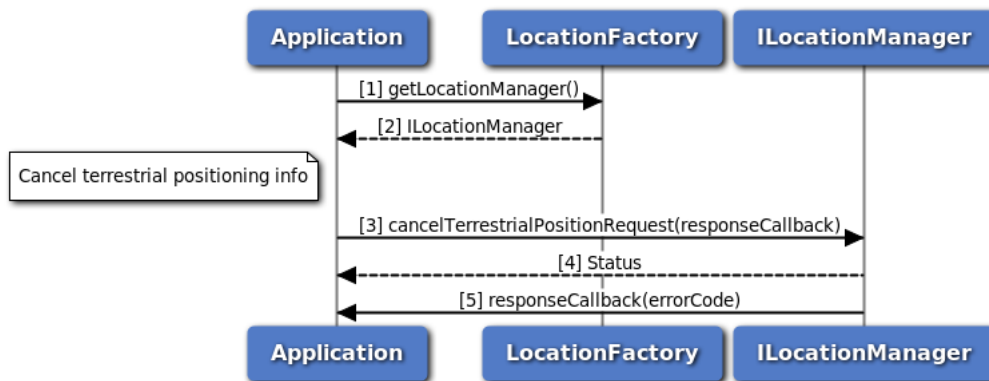 Application
LocationFactory
ILocationManager
[1] getLocationManager()
[2] ILocationManager
Cancel terrestrial positioning info
[3] cancelTerrestrialPositionRequest(responseCallback)
[4] Status
[5] responseCallback(errorCode)
Application
LocationFactory
ILocationManager